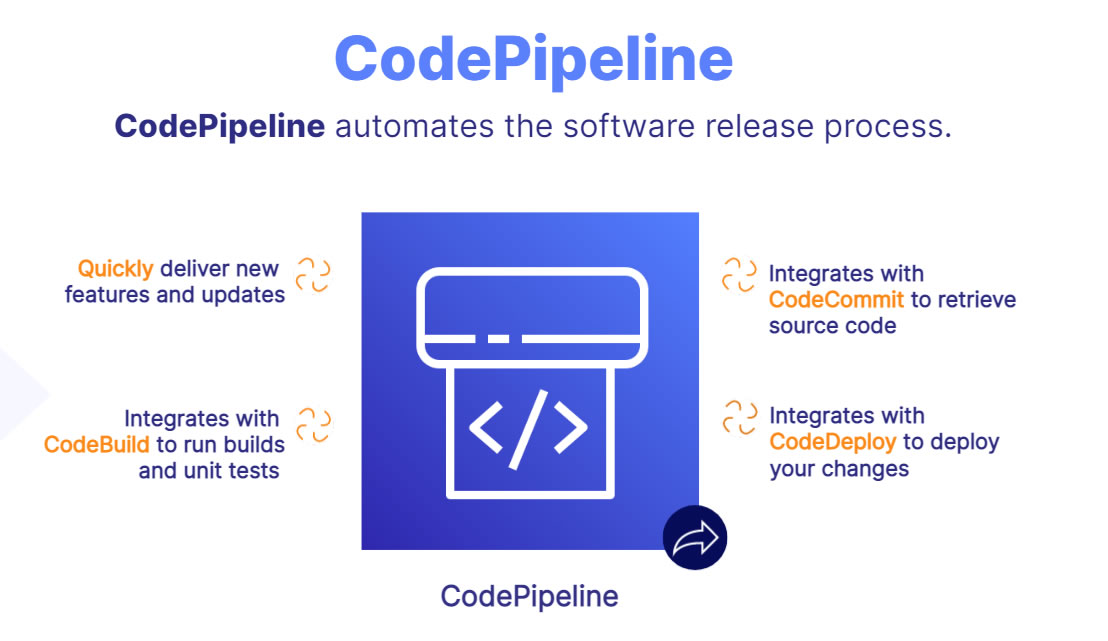 CodePipeline
CodePipeline automates the software release process.
Quickly deliver new
features and updates
Integrates with
CodeCommit to retrieve
source code
Integrates with
CodeBuild to run builds
and unit tests
Integrates with
CodeDeploy to deploy
your changes
</>
CodePipeline